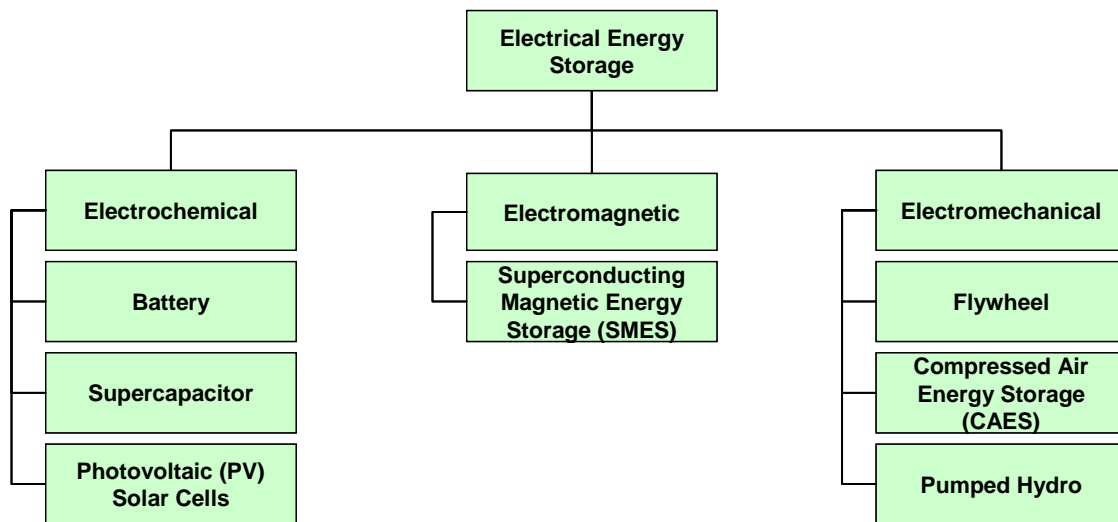 Electrical Energy
Storage
Electrochemical
Battery
Supercapacitor
Photovoltaic (PV)
Solar Cells
Electromagnetic
Superconducting
Magnetic Energy
Storage (SMES)
Electromechanical
Flywheel
Compressed Air
Energy Storage
(CAES)
Pumped Hydro